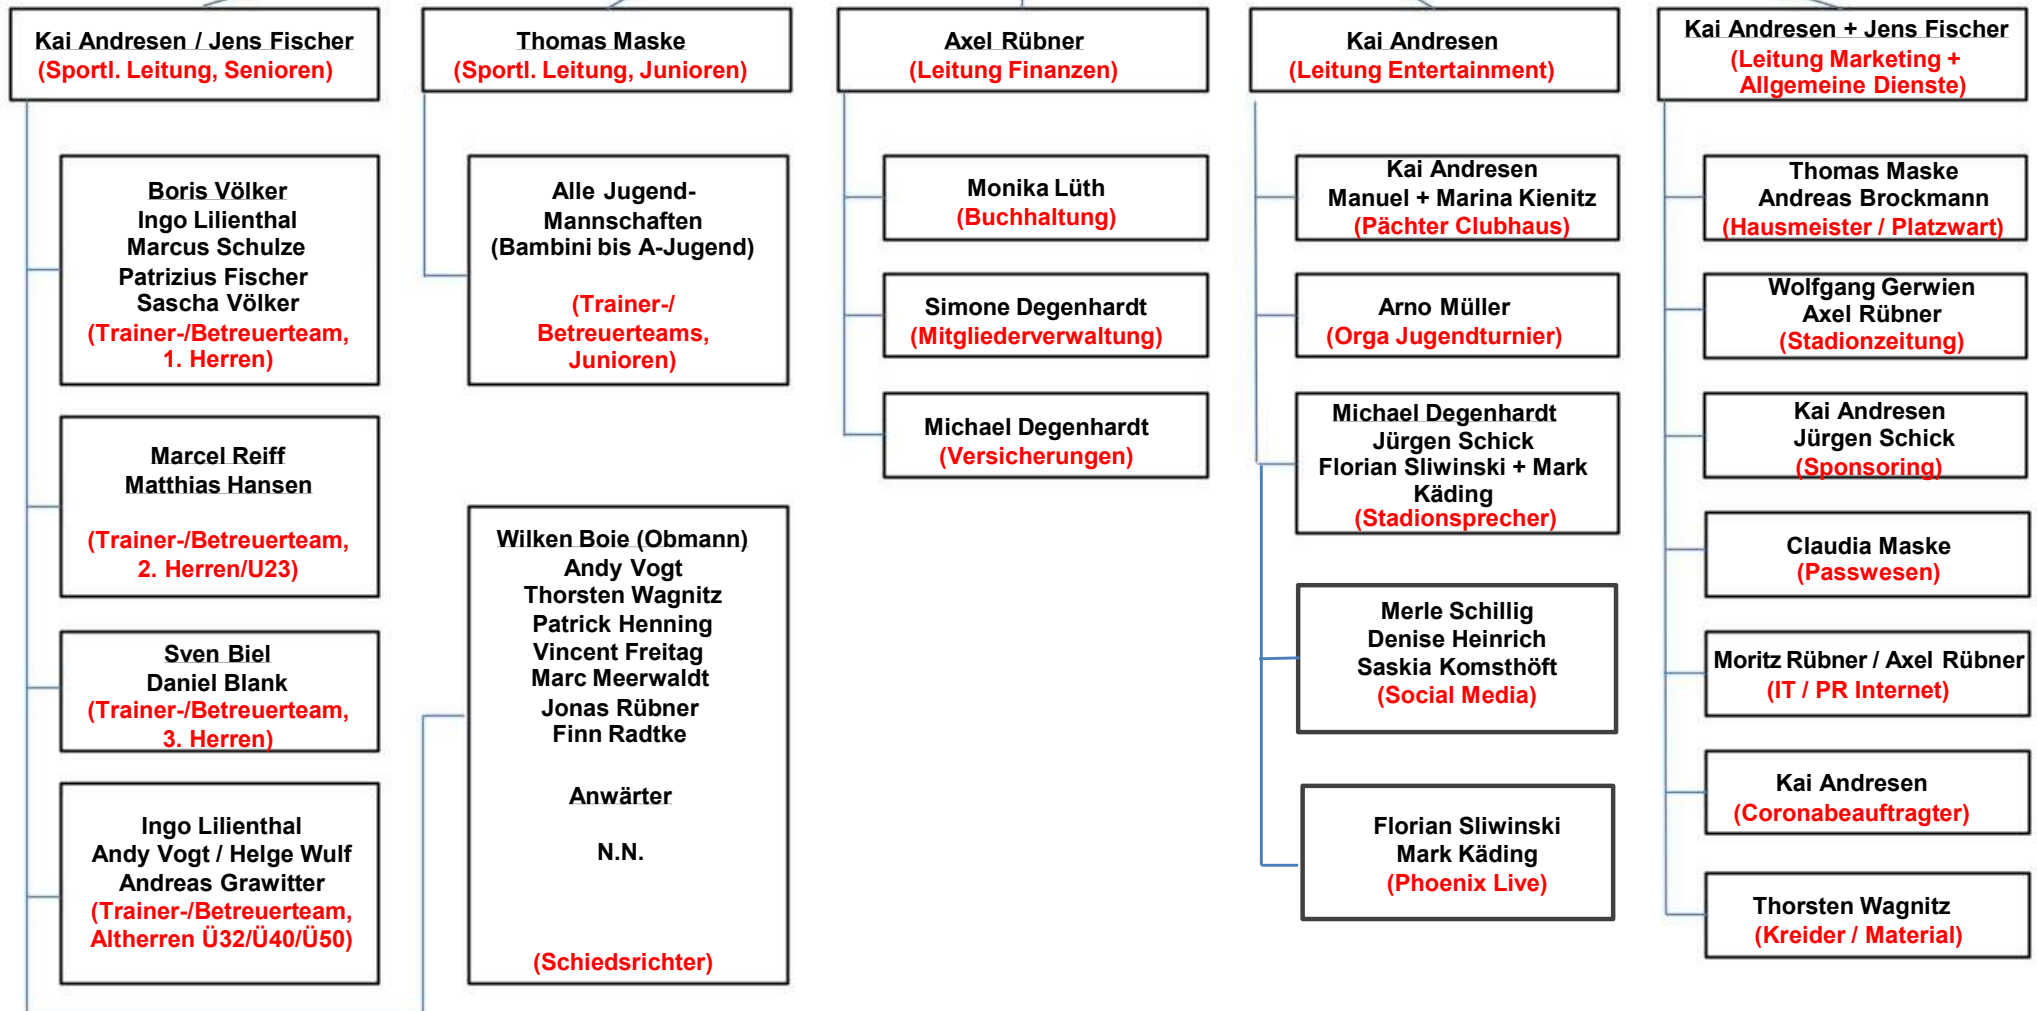 Kai Andresen / Jens Fischer
(Sportl. Leitung, Senioren)
Boris Völker
Ingo Lilienthal
Marcus Schulze
Patrizius Fischer
Sascha Völker
(Trainer-/Betreuerteam,
1. Herren)
Marcel Reiff
Matthias Hansen
(Trainer-/Betreuerteam,
2. Herren/U23)
Sven Biel
Daniel Blank
(Trainer-/Betreuerteam,
3. Herren)
Ingo Lilienthal
Andy Vogt / Helge Wulf
Andreas Grawitter
(Trainer-/Betreuerteam,
Altherren Ü32/Ü40/Ü50)
Thomas Maske
(Sportl. Leitung, Junioren)
Alle Jugend-
Mannschaften
(Bambini bis A-Jugend)
(Trainer-/
Betreuerteams,
Junioren)
Wilken Boie (Obmann)
Andy Vogt
Thorsten Wagnitz
Patrick Henning
Vincent Freitag
Marc Meerwaldt
Jonas Rübner
Finn Radtke
Anwärter
N.N.
(Schiedsrichter)
Axel Rübner
(Leitung Finanzen)
Monika Lüth
(Buchhaltung)
Simone Degenhardt
(Mitgliederverwaltung)
Michael Degenhardt
(Versicherungen)
Kai Andresen
(Leitung Entertainment)
Kai Andresen
Manuel + Marina Kienitz
(Pächter Clubhaus)
Arno Müller
(Orga Jugendturnier)
Michael Degenhardt
Jürgen Schick
Florian Sliwinski + Mark
Käding
(Stadionsprecher)
Merle Schillig
Denise Heinrich
Saskia Komsthöft
(Social Media)
Florian Sliwinski
Mark Käding
(Phoenix Live)
Kai Andresen + Jens Fischer
(Leitung Marketing +
Allgemeine Dienste)
Thomas Maske
Andreas Brockmann
(Hausmeister / Platzwart)
Wolfgang Gerwien
Axel Rübner
(Stadionzeitung)
Kai Andresen
Jürgen Schick
(Sponsoring)
Claudia Maske
(Passwesen)
Moritz Rübner / Axel Rübner
(IT / PR Internet)
Kai Andresen
(Coronabeauftragter)
Thorsten Wagnitz
(Kreider / Material)